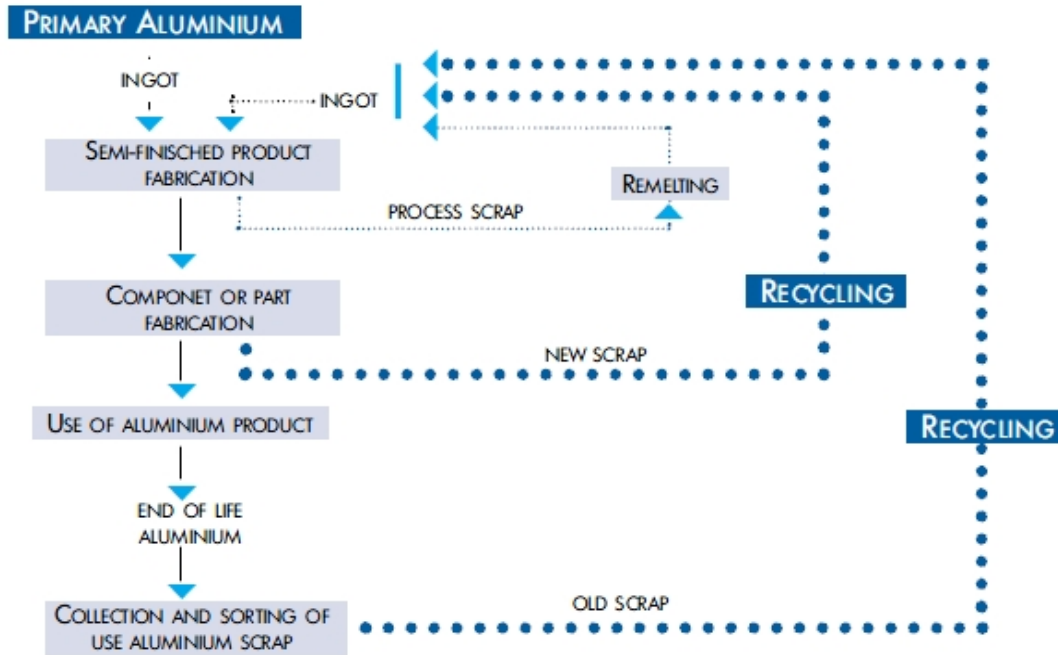 PRIMARY ALUMINIUM
INGOT
INGOT
SEMI-FINISCHED PRODUCT
FABRICATION
REMELTING
PROCESS SCRAP
RECYCLING
COMPONET OR PART
FABRICATION
NEW SCRAP
USE OF ALUMINIUM PRODUCT
RECYCLING
END OF LIFE
ALUMINIUM
COLLECTION AND SORTING OF
USE ALUMINIUM SCRAP
OLD SCRAP